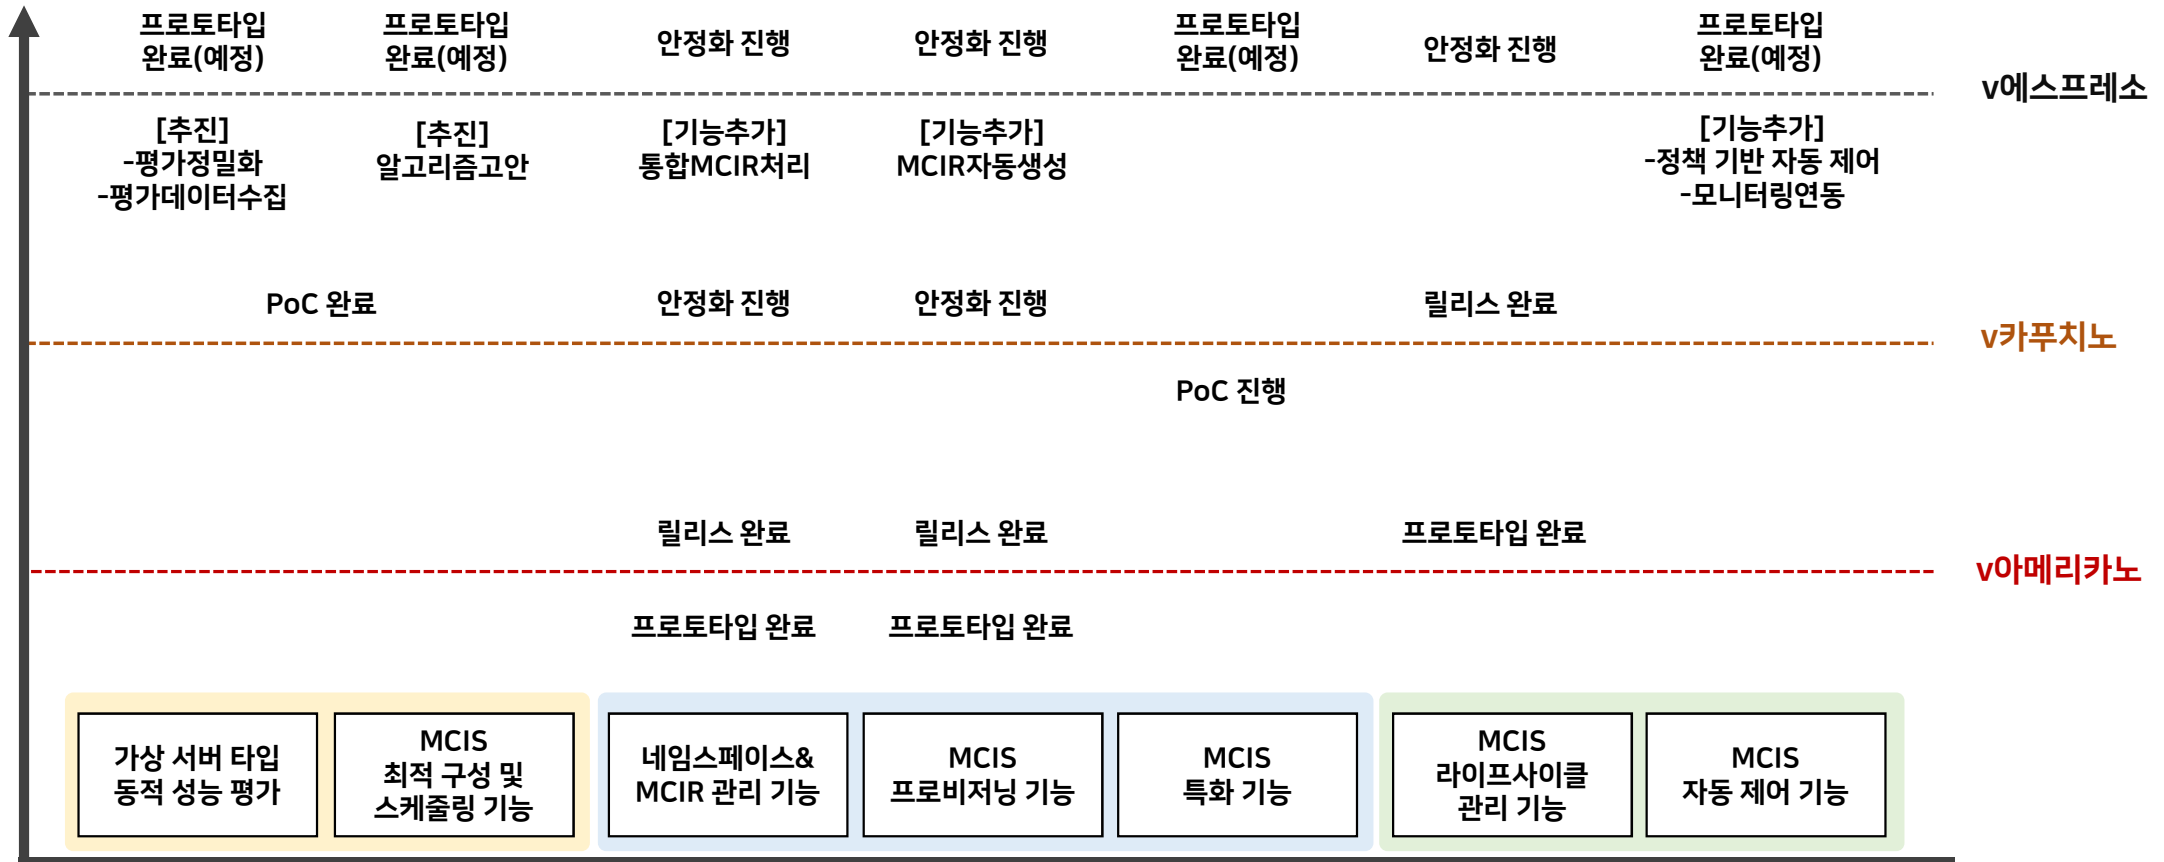 프로토타입
완료(예정)
프로토타입
완료(예정)
안정화 진행
안정화 진행
프로토타입
완료(예정)
안정화 진행
프로토타입
완료(예정)
v에스프레소
[추진]
-평가정밀화
-평가데이터수집
[추진]
알고리즘고안
[기능추가]
통합MCIR처리
[기능추가]
MCIR자동생성
[기능추가]
-정책 기반 자동 제어
-모니터링연동
PoC 완료
안정화 진행
안정화 진행
릴리스 완료
v카푸치노
PoC 진행
릴리스 완료
릴리스 완료
프로토타입 완료
v아메리카노
프로토타입 완료
프로토타입 완료
가상 서버 타입
동적 성능 평가
MCIS
최적 구성 및
스케줄링 기능
네임스페이스&
MCIR 관리 기능
MCIS
프로비저닝 기능
MCIS
특화 기능
MCIS
라이프사이클
관리 기능
MCIS
자동 제어 기능